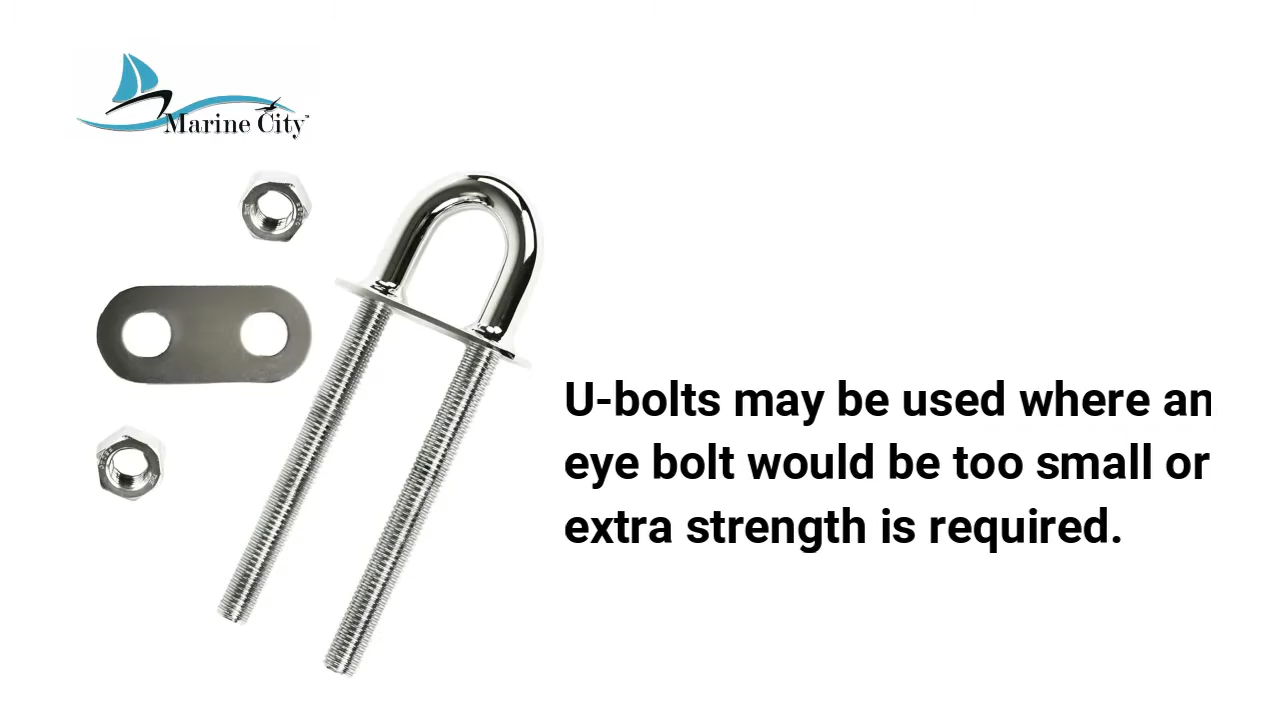 Marine City
U-bolts may be used where an
eye bolt would be too small or
extra strength is required.